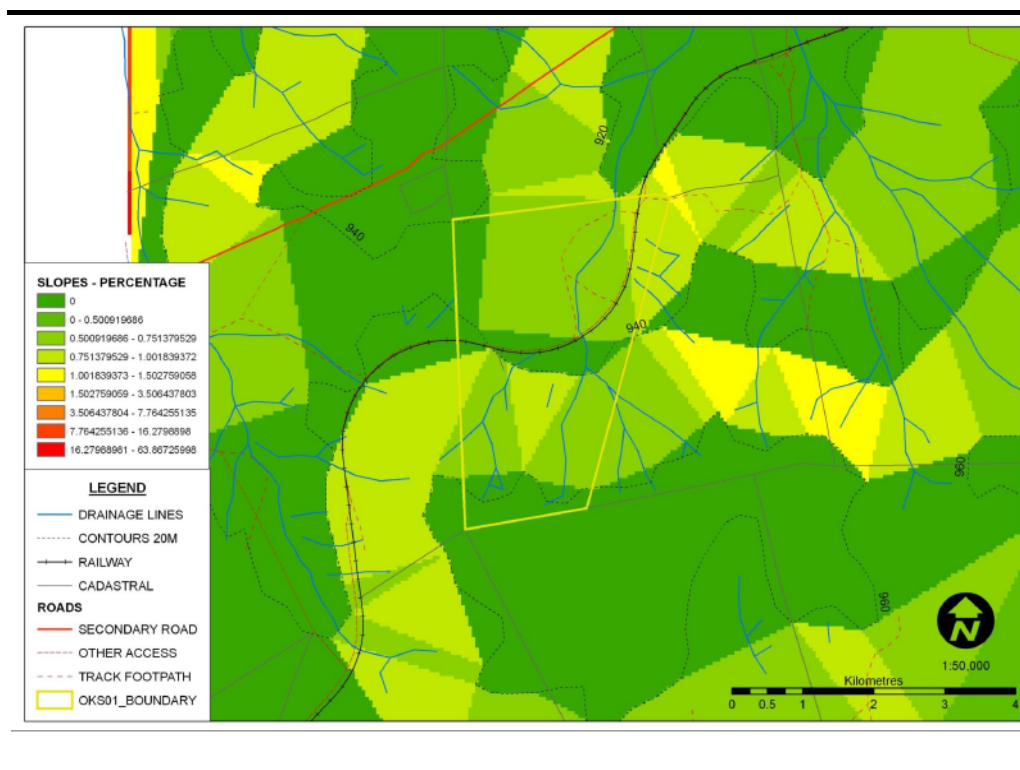 920
940
940
960
960
SLOPES - PERCENTAGE
0
0 - 0.500919686
0.500919686 - 0.751379529
0.751379529 - 1.001839372
1.001839373 - 1.502759058
1.502759059 - 3.506437803
3.506437804 - 7.764255135
7.764255136 - 16.2798898
16.27988981 - 63.86725998
LEGEND
DRAINAGE LINES
CONTOURS 20M
RAILWAY
CADASTRAL
ROADS
SECONDARY ROAD
OTHER ACCESS
TRACK FOOTPATH
OKS01_BOUNDARY
N
1:50,000
Kilometres
0 0.5 1 2 3 4